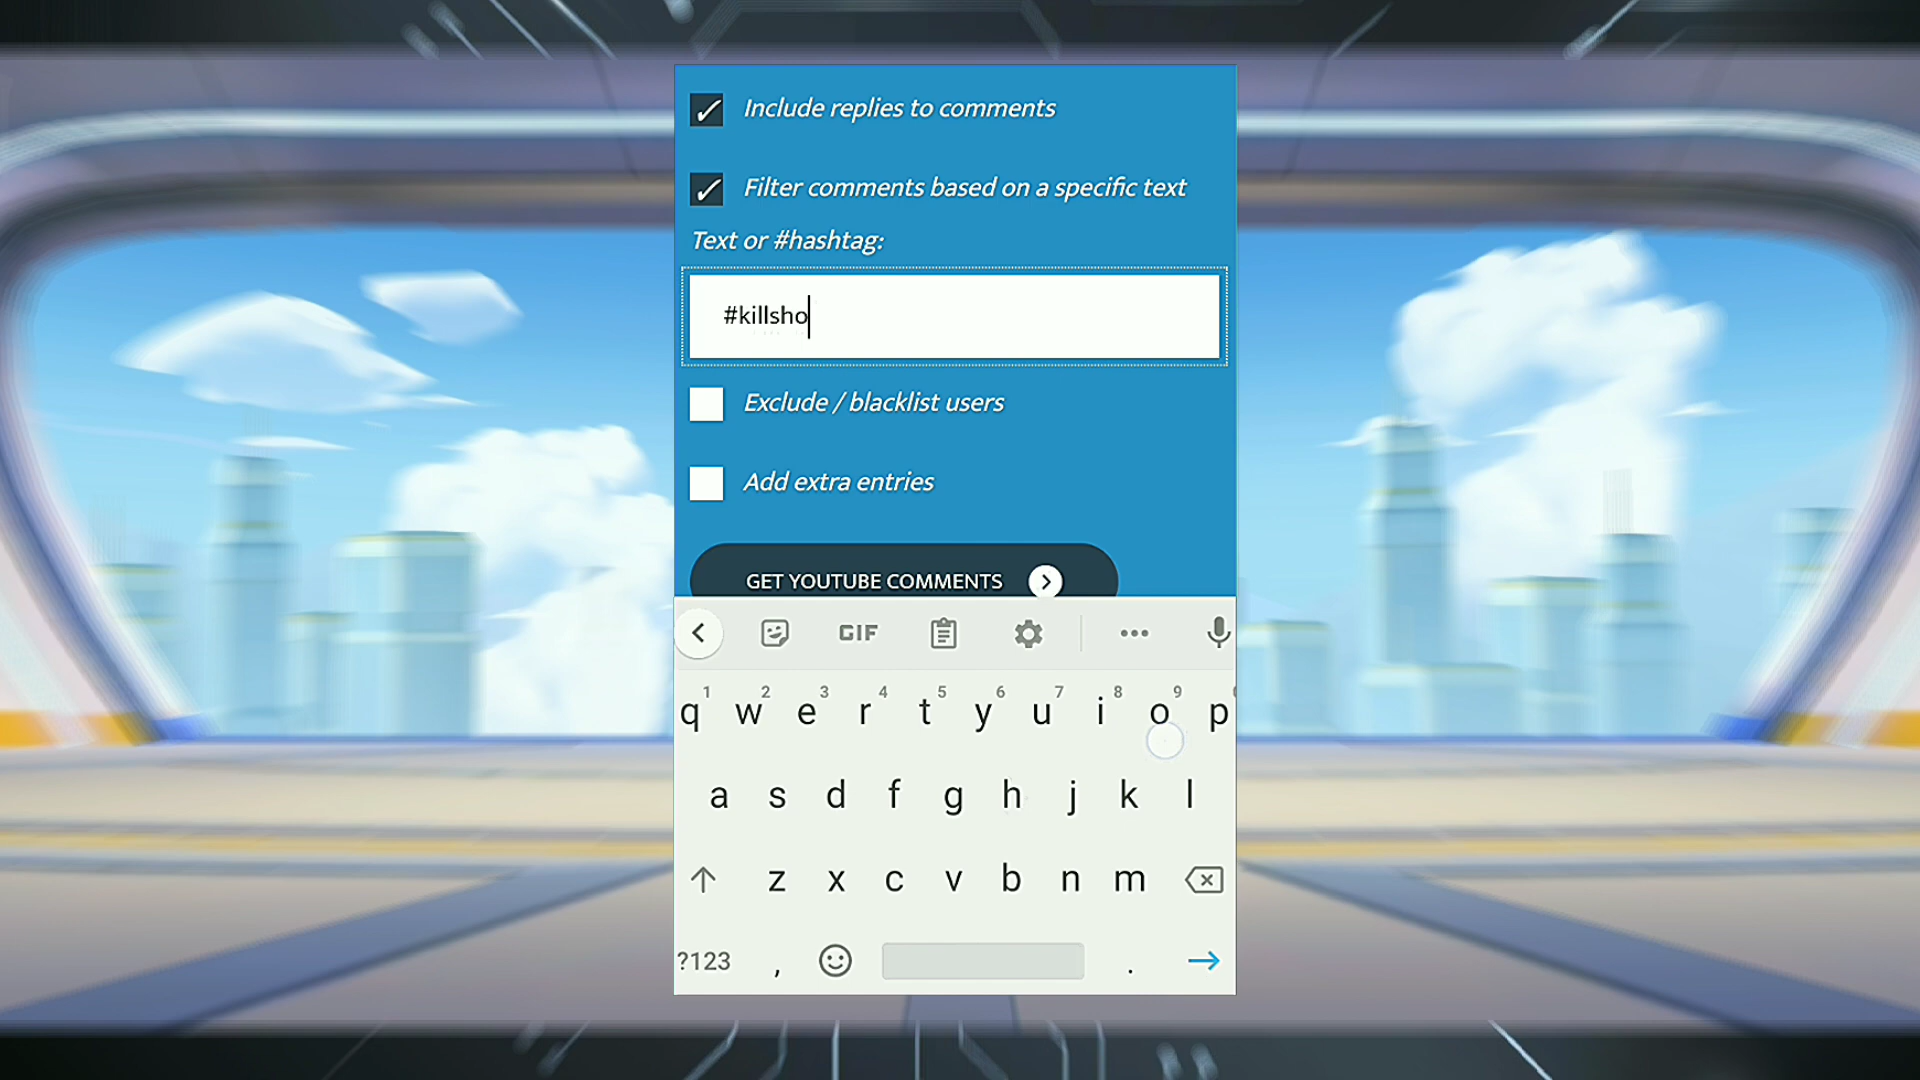 Include replies to comments
Filter comments based on a specific text
Text or #hashtag:
#killsho
Exclude / blacklist users
Add extra entries
GET YOUTUBE COMMENTS
GIF
1 2 3 4 5 6 7 8 9
q w e r t y u i o p
a s d f g h j k l
z x c v b n m
?123 , .